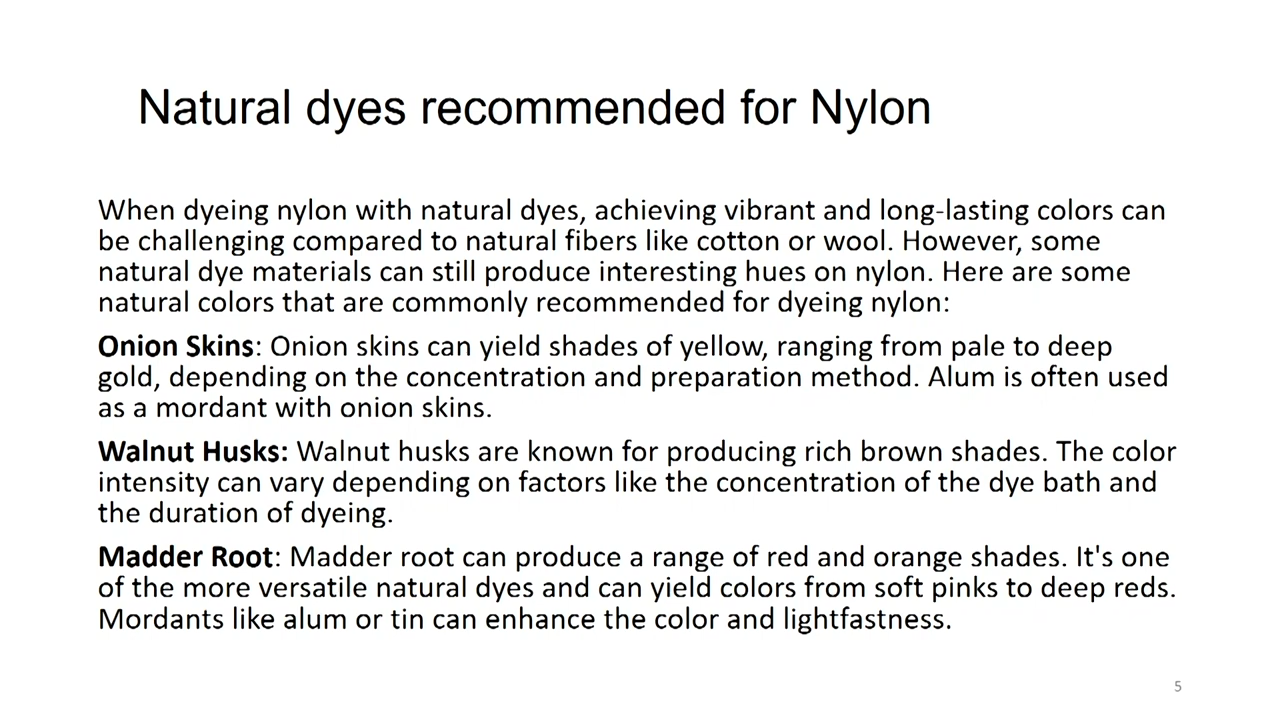 Natural dyes recommended for Nylon
When dyeing nylon with natural dyes, achieving vibrant and long-lasting colors can
be challenging compared to natural fibers like cotton or wool. However, some
natural dye materials can still produce interesting hues on nylon. Here are some
natural colors that are commonly recommended for dyeing nylon:
Onion Skins: Onion skins can yield shades of yellow, ranging from pale to deep
gold, depending on the concentration and preparation method. Alum is often used
as a mordant with onion skins.
Walnut Husks: Walnut husks are known for producing rich brown shades. The color
intensity can vary depending on factors like the concentration of the dye bath and
the duration of dyeing.
Madder Root: Madder root can produce a range of red and orange shades. It's one
of the more versatile natural dyes and can yield colors from soft pinks to deep reds.
Mordants like alum or tin can enhance the color and lightfastness.
5